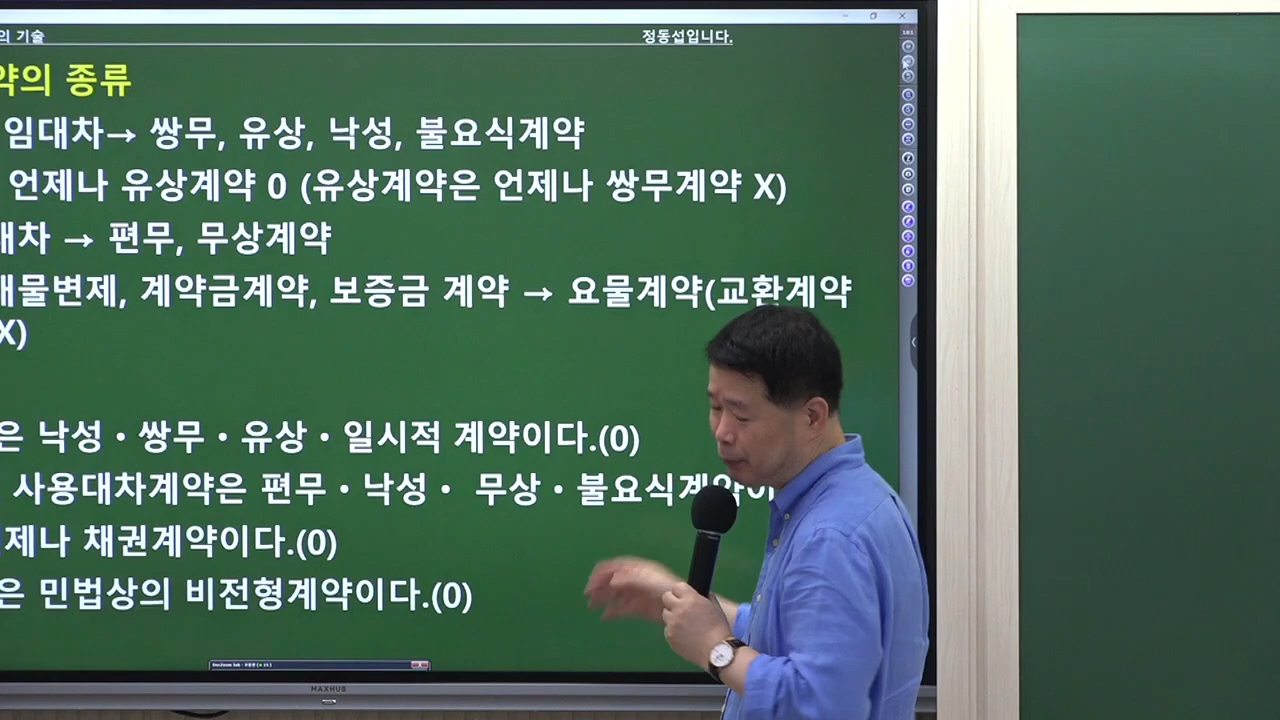 의 기술
정동섭입니다.
약의 종류
임대차→ 쌍무, 유상, 낙성, 불요식계약
언제나 유상계약 0 (유상계약은 언제나 쌍무계약 X)
대차 → 편무, 무상계약
대물변제, 계약금계약, 보증금 계약 → 요물계약(교환계약
X)
은 낙성·쌍무·유상·일시적 계약이다.(0)
사용대차계약은 편무·낙성· 무상·불요식계약이
제나 채권계약이다.(0)
은 민법상의 비전형계약이다.(0)
MAXHUB